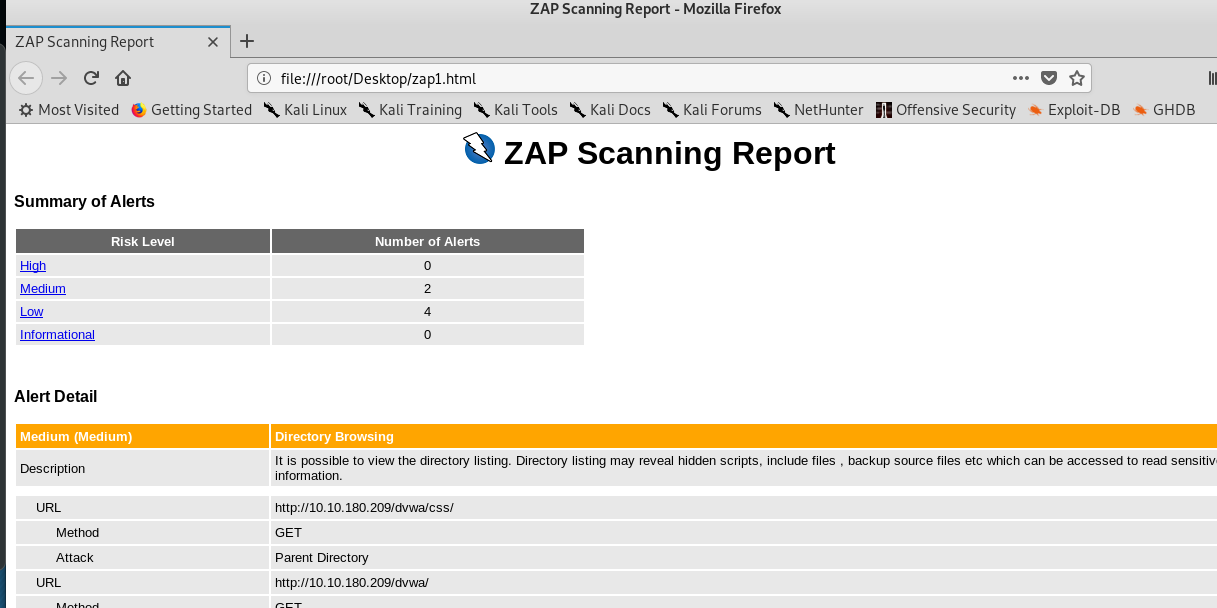 ZAP Scanning Report - Mozilla Firefox
ZAP Scanning Report
file:///root/Desktop/zap1.html
Most Visited Getting Started Kali Linux Kali Training Kali Tools Kali Docs Kali Forums NetHunter Offensive Security Exploit-DB GHDB
ZAP Scanning Report
Summary of Alerts
Risk Level Number of Alerts
High 0
Medium 2
Low 4
Informational 0
Alert Detail
Medium (Medium) Directory Browsing
Description It is possible to view the directory listing. Directory listing may reveal hidden scripts, include files , backup source files etc which can be accessed to read sensitiv
information.
URL http://10.10.180.209/dvwa/css/
Method GET
Attack Parent Directory
URL http://10.10.180.209/dvwa/
Method GET